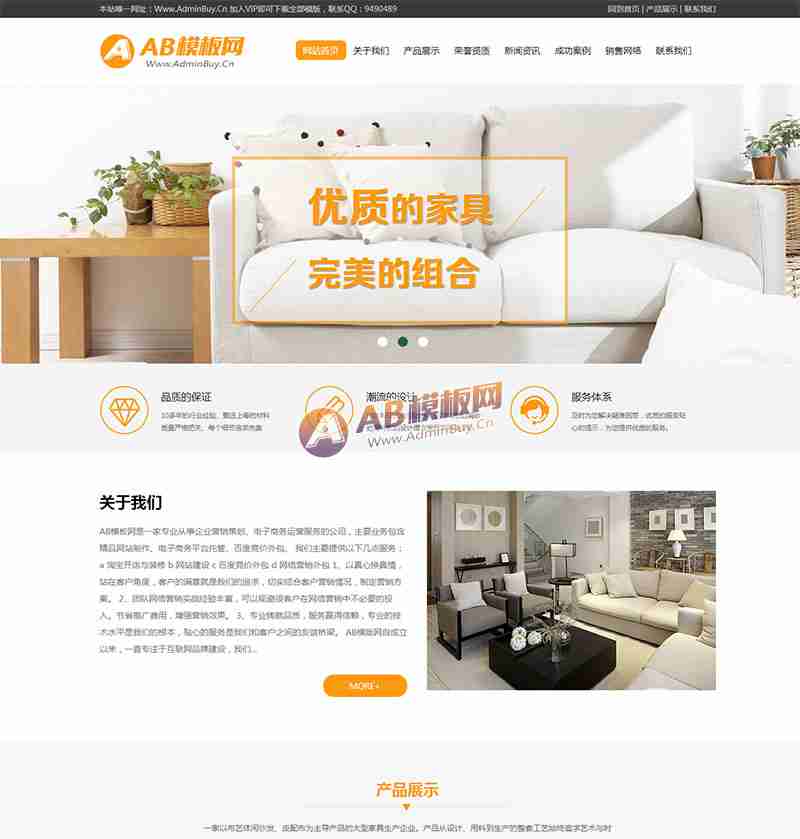 本站唯一网址：Www.AdminBuy.Cn 加入VIP即可下载全部模版，联系QQ：9490489
回到首页 | 产品展示 | 联系我们
AB模板网
Www.AdminBuy.Cn
网站首页 关于我们 产品展示 荣誉资质 新闻资讯 成功案例 销售网络 联系我们
优质的家具
完美的组合
品质的保证
10多年的行业经验，甄选上等的材料
质量严格把关，每个细节追求完美
潮流的设计
服务体系
及时为您解决疑难困惑，优质的服务贴
心的提示，为您提供优质的服务。
AB模板网
Www.AdminBuy.Cn
关于我们
AB模板网是一家专业从事企业营销策划、电子商务运营服务的公司，主要业务包含
精品网站制作、电子商务平台托管、百度竞价外包。 我们主要提供以下几点服务；
a 淘宝开店与装修 b 网站建设 c 百度竞价外包 d 网络营销外包 1、以真心换真情，
站在客户角度，客户的满意就是我们的追求，切实结合客户营销情况，制定营销方
案。 2、团队网络营销实战经验丰富，可以规避误客户在网络营销中不必要的投
入。节省推广费用，增强营销效果。 3、专业铸就品质，服务赢得信赖，专业的技
术水平是我们的根本，贴心的服务是我们和客户之间的友谊桥梁。 AB模板网自成立
以来，一直专注于互联网品牌建设，我们...
MORE+
产品展示
一家以布艺休闲沙发、皮配布为主导产品的大型家具生产企业。产品从设计、用料到生产的整套工艺始终追求艺术与时